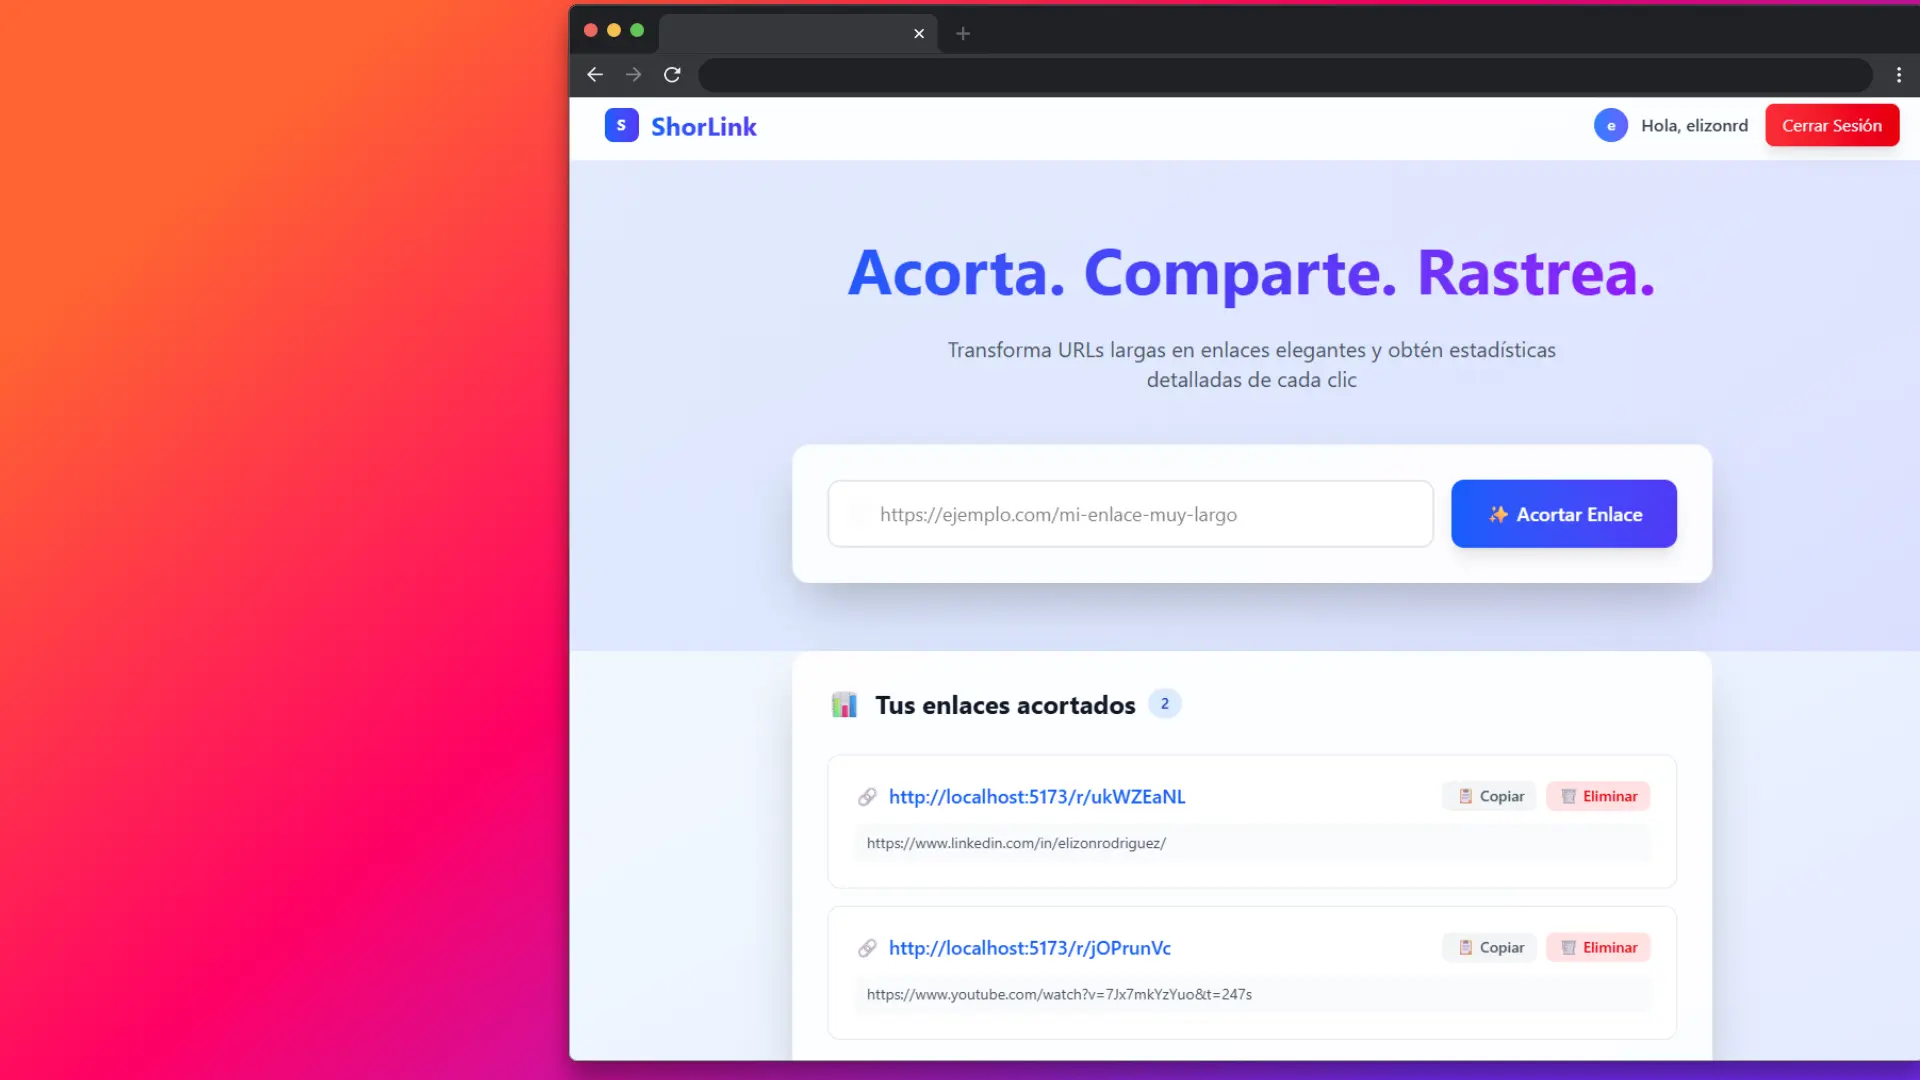 S ShorLink
e Hola, elizonrd Cerrar Sesión
Acorta. Comparte. Rastrea.
Transforma URLs largas en enlaces elegantes y obtén estadísticas
detalladas de cada clic
https://ejemplo.com/mi-enlace-muy-largo
✨ Acortar Enlace
📊 Tus enlaces acortados 2
🔗 http://localhost:5173/r/ukWZEaNL 📋 Copiar 🗑️ Eliminar
https://www.linkedin.com/in/elizonrodriguez/
🔗 http://localhost:5173/r/jOPrunVc 📋 Copiar 🗑️ Eliminar
https://www.youtube.com/watch?v=7Jx7mkYzYuo&t=247s